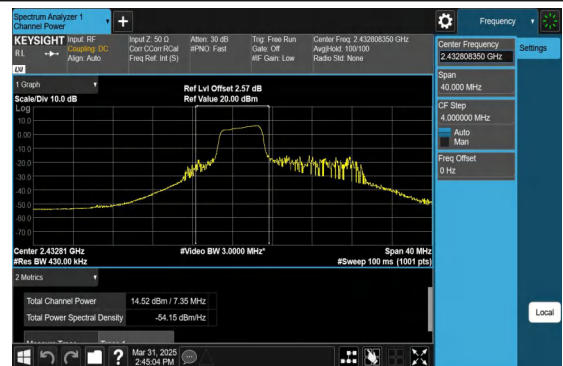 Spectrum Analyzer 1
Channel Power
+
Frequency
KEYSIGHT
RL
Input: RF
Coupling: DC
Align: Auto
Input Z: 50 Ω
Corr CCorr RCal
Freq Ref: Int (S)
Atten: 30 dB
#PNO: Fast
Trig: Free Run
Gate: Off
#IF Gain: Low
Center Freq: 2.432808350 GHz
Avg|Hold: 100/100
Radio Std: None
LW
1 Graph
Scale/Div 10.0 dB
Ref Lvl Offset 2.57 dB
Ref Value 20.00 dBm
Log
10.0
0.00
-10.0
-20.0
-30.0
-40.0
-50.0
-60.0
-70.0
Center 2.43281 GHz
#Res BW 430.00 kHz
#Video BW 3.0000 MHz*
Span 40 MHz
#Sweep 100 ms (1001 pts)
2 Metrics
Total Channel Power 14.52 dBm / 7.35 MHz
Total Power Spectral Density -54.15 dBm/Hz
Center Frequency
2.432808350 GHz
Settings
Span
40.000 MHz
CF Step
4.000000 MHz
Auto
Man
Freq Offset
0 Hz
Local
?
Mar 31, 2025
2:45:04 PM